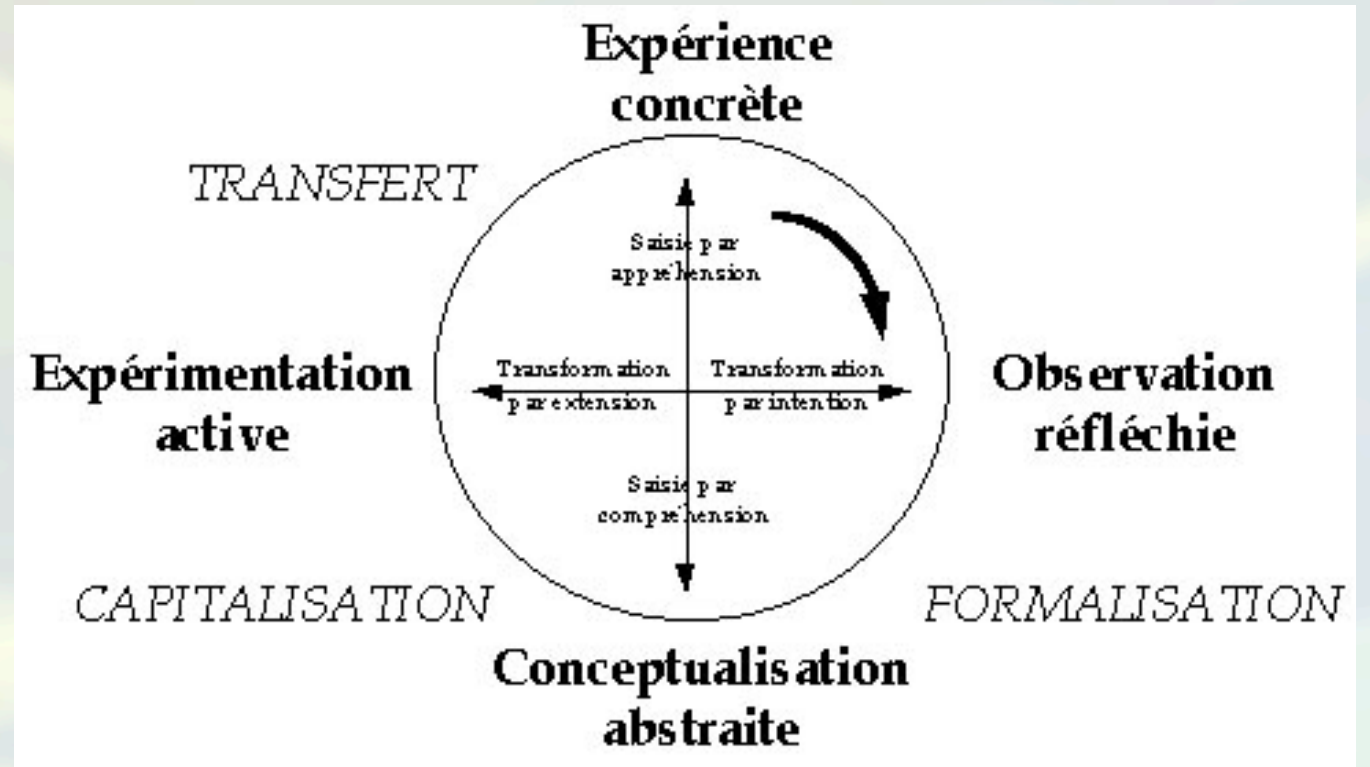 Expérience
concrète
TRANSFERT
Saisie par
appréhension
Expérimentation
active
Transformation
par extension
Transformation
par intention
Observation
réfléchie
Saisie par
compréhension
CAPITALISATION
FORMALISATION
Conceptualisation
abstraite